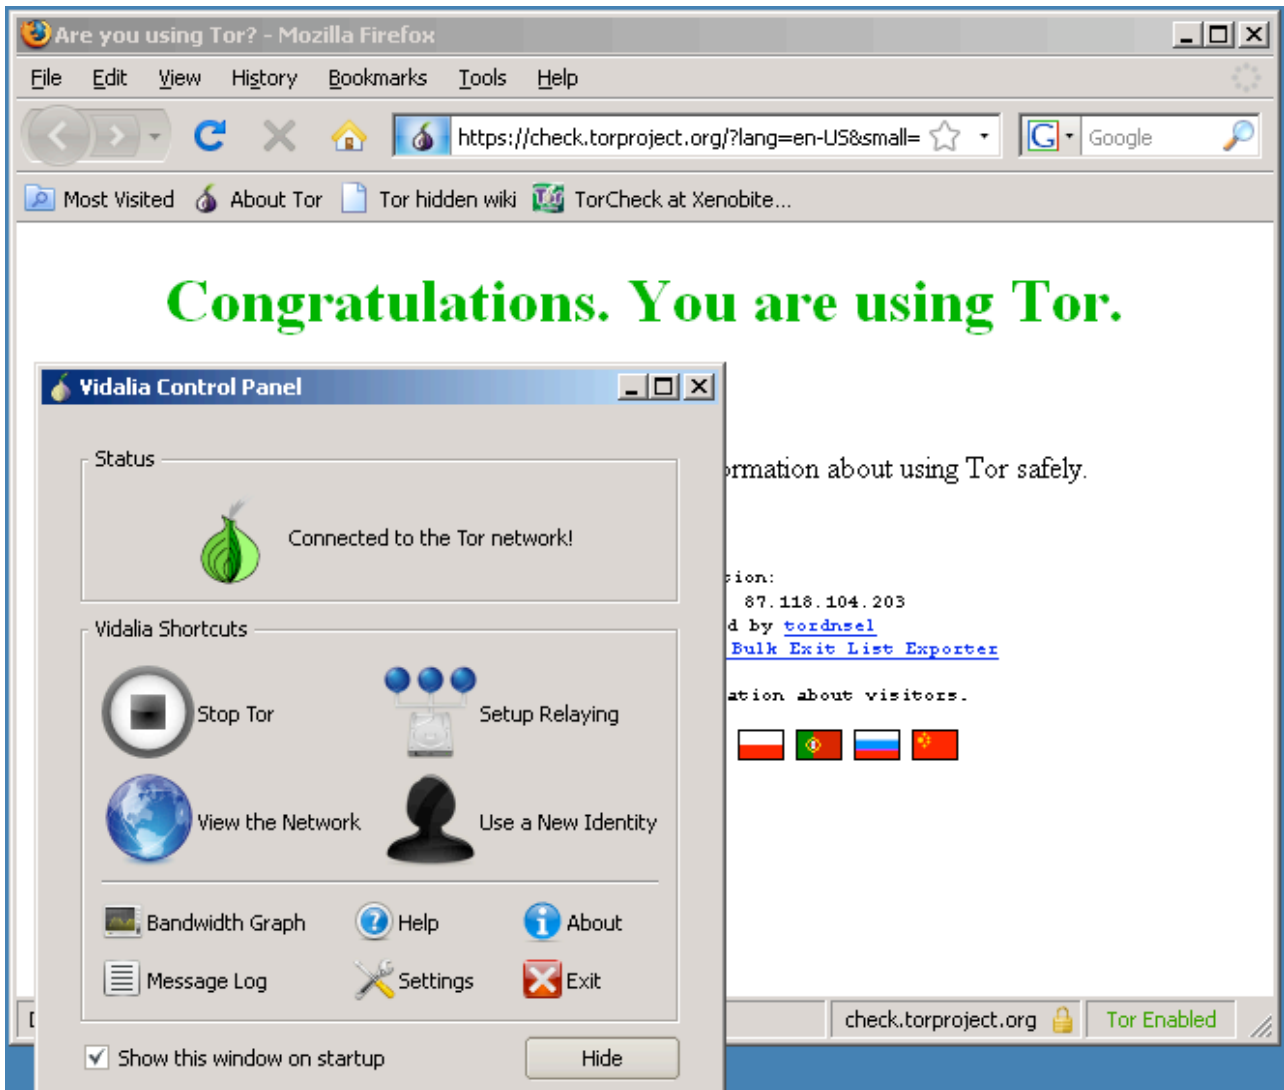 Are you using Tor? - Mozilla Firefox
File Edit View History Bookmarks Tools Help
https://check.torproject.org/?lang=en-US&small= Google
Most Visited About Tor Tor hidden wiki TorCheck at Xenobite...
Congratulations. You are using Tor.
Vidalia Control Panel
Status
about using Tor safely.
Connected to the Tor network!
87.118.104.203
Vidalia Shortcuts
by tordnsel
Bulk Exit List Exporter
about visitors.
Stop Tor Setup Relaying
View the Network Use a New Identity
Bandwidth Graph Help About
Message Log Settings Exit
check.torproject.org Tor Enabled
Show this window on startup Hide